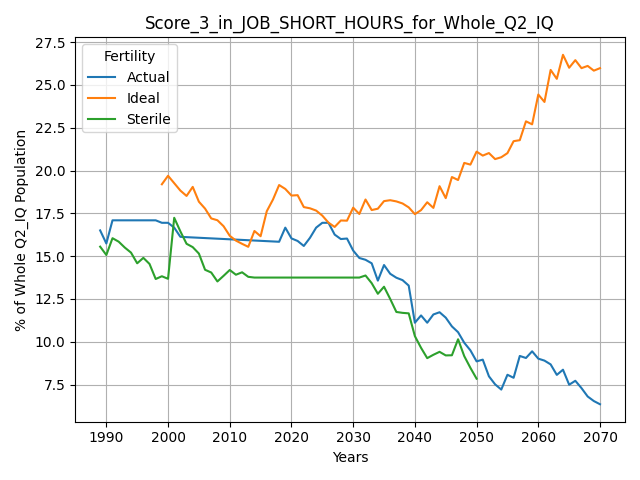 Score_3_in_JOB_SHORT_HOURS_for_Whole_Q2_IQ
Fertility
Actual
Ideal
Sterile
% of Whole Q2_IQ Population
27.5
25.0
22.5
20.0
17.5
15.0
12.5
10.0
7.5
1990 2000 2010 2020 2030 2040 2050 2060 2070
Years